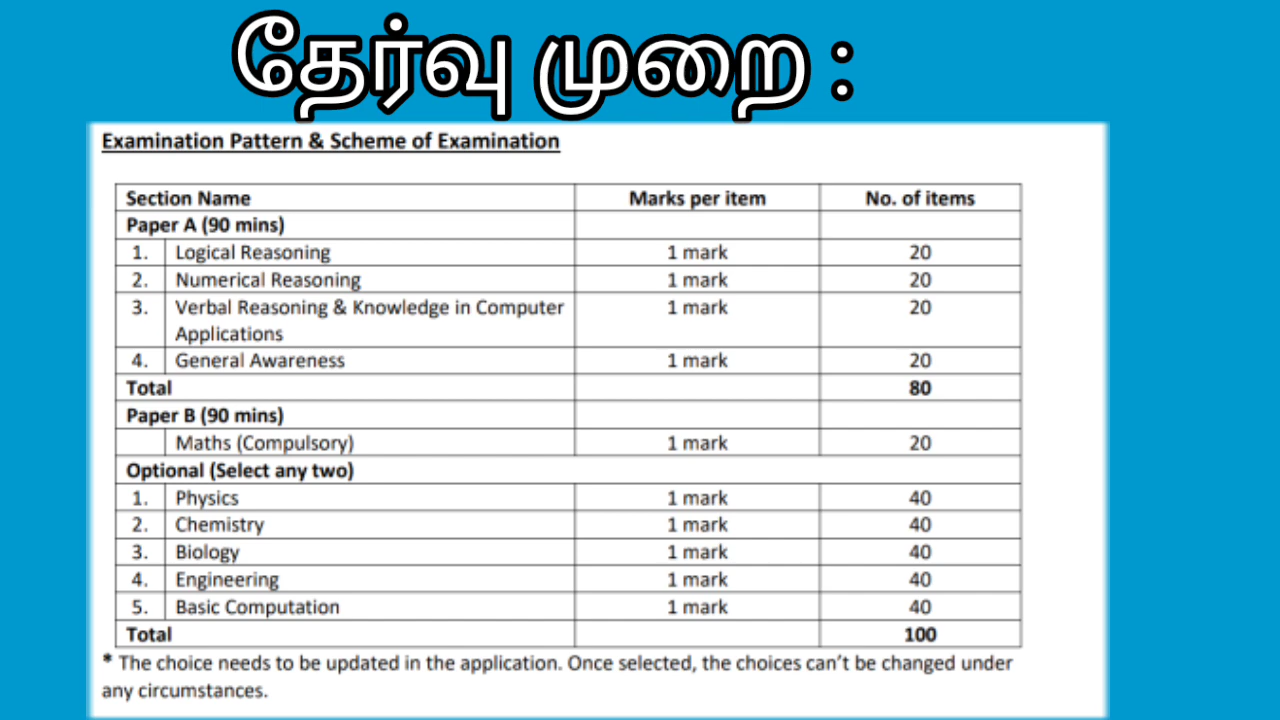 தேர்வு முறை :
Examination Pattern & Scheme of Examination
Section Name Marks per item No. of items
Paper A (90 mins)
1. Logical Reasoning 1 mark 20
2. Numerical Reasoning 1 mark 20
3. Verbal Reasoning & Knowledge in Computer 1 mark 20
Applications
4. General Awareness 1 mark 20
Total 80
Paper B (90 mins)
Maths (Compulsory) 1 mark 20
Optional (Select any two)
1. Physics 1 mark 40
2. Chemistry 1 mark 40
3. Biology 1 mark 40
4. Engineering 1 mark 40
5. Basic Computation 1 mark 40
Total 100
* The choice needs to be updated in the application. Once selected, the choices can't be changed under
any circumstances.